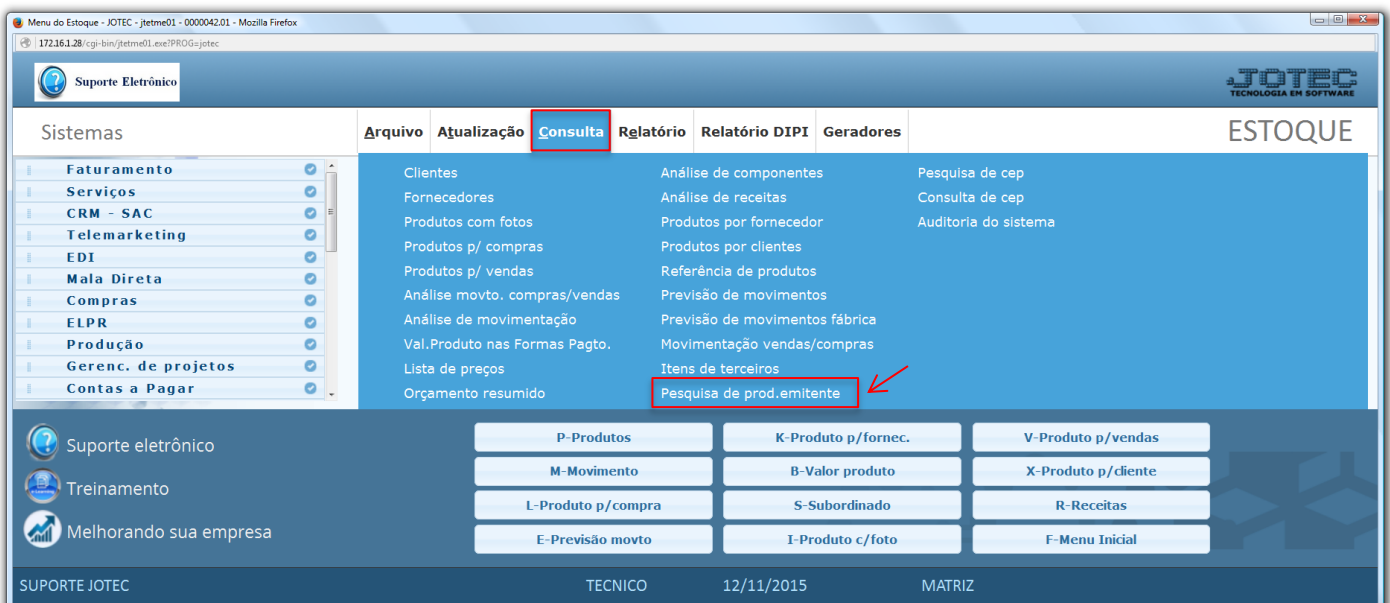 Menu do Estoque - JOTEC - jtetme01 - 0000042.01 - Mozilla Firefox
172.16.1.28/cgi-bin/jtetme01.exe?PROG=jotec
Suporte Eletrônico
JOTEC
TECNOLOGIA EM SOFTWARE
Sistemas
Arquivo Atualização Consulta Relatório Relatório DIPI Geradores
ESTOQUE
Faturamento
Serviços
CRM - SAC
Telemarketing
EDI
Mala Direta
Compras
ELPR
Produção
Gerenc. de projetos
Contas a Pagar
Clientes
Fornecedores
Produtos com fotos
Produtos p/ compras
Produtos p/ vendas
Análise movto. compras/vendas
Análise de movimentação
Val.Produto nas Formas Pagto.
Lista de preços
Orçamento resumido
Análise de componentes
Análise de receitas
Produtos por fornecedor
Produtos por clientes
Referência de produtos
Previsão de movimentos
Previsão de movimentos fábrica
Movimentação vendas/compras
Itens de terceiros
Pesquisa de prod.emitente
Pesquisa de cep
Consulta de cep
Auditoria do sistema
Suporte eletrônico
Treinamento
Melhorando sua empresa
P-Produtos K-Produto p/fornec. V-Produto p/vendas
M-Movimento B-Valor produto X-Produto p/cliente
L-Produto p/compra S-Subordinado R-Receitas
E-Previsão movto I-Produto c/foto F-Menu Inicial
SUPORTE JOTEC TECNICO 12/11/2015 MATRIZ